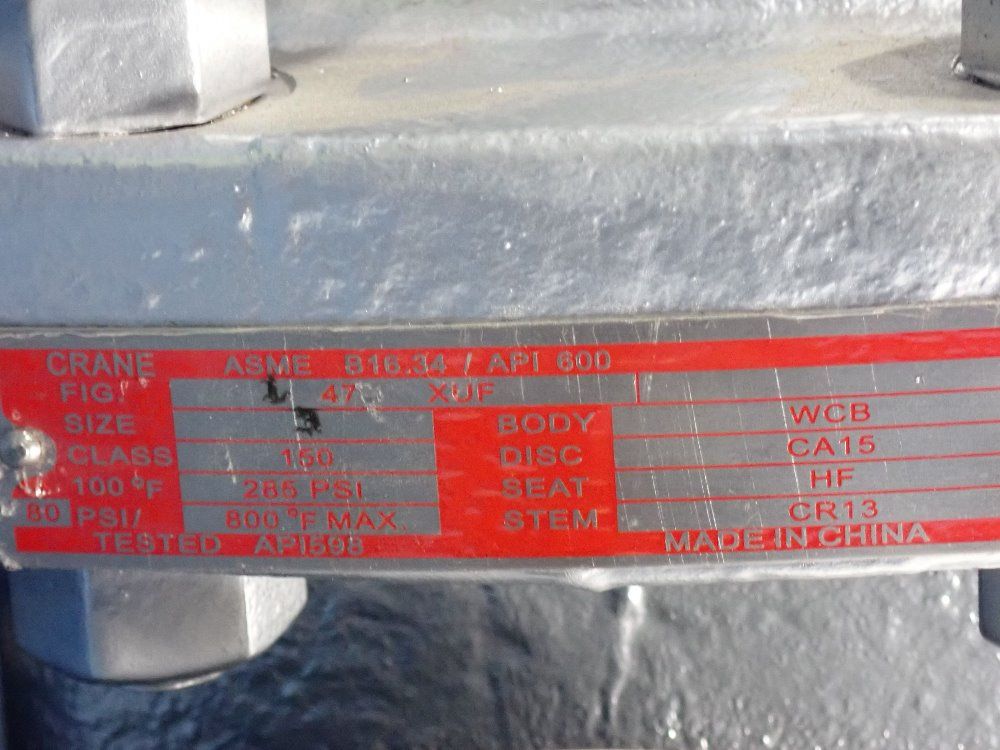 CRANE ASME B16.34 / API 600
FIG. L 47 XUF
SIZE
BODY WCB
CLASS 150
DISC CA15
100 °F 285 PSI
SEAT HF
80 PSI/ 800 °F MAX.
STEM CR13
TESTED API598
MADE IN CHINA